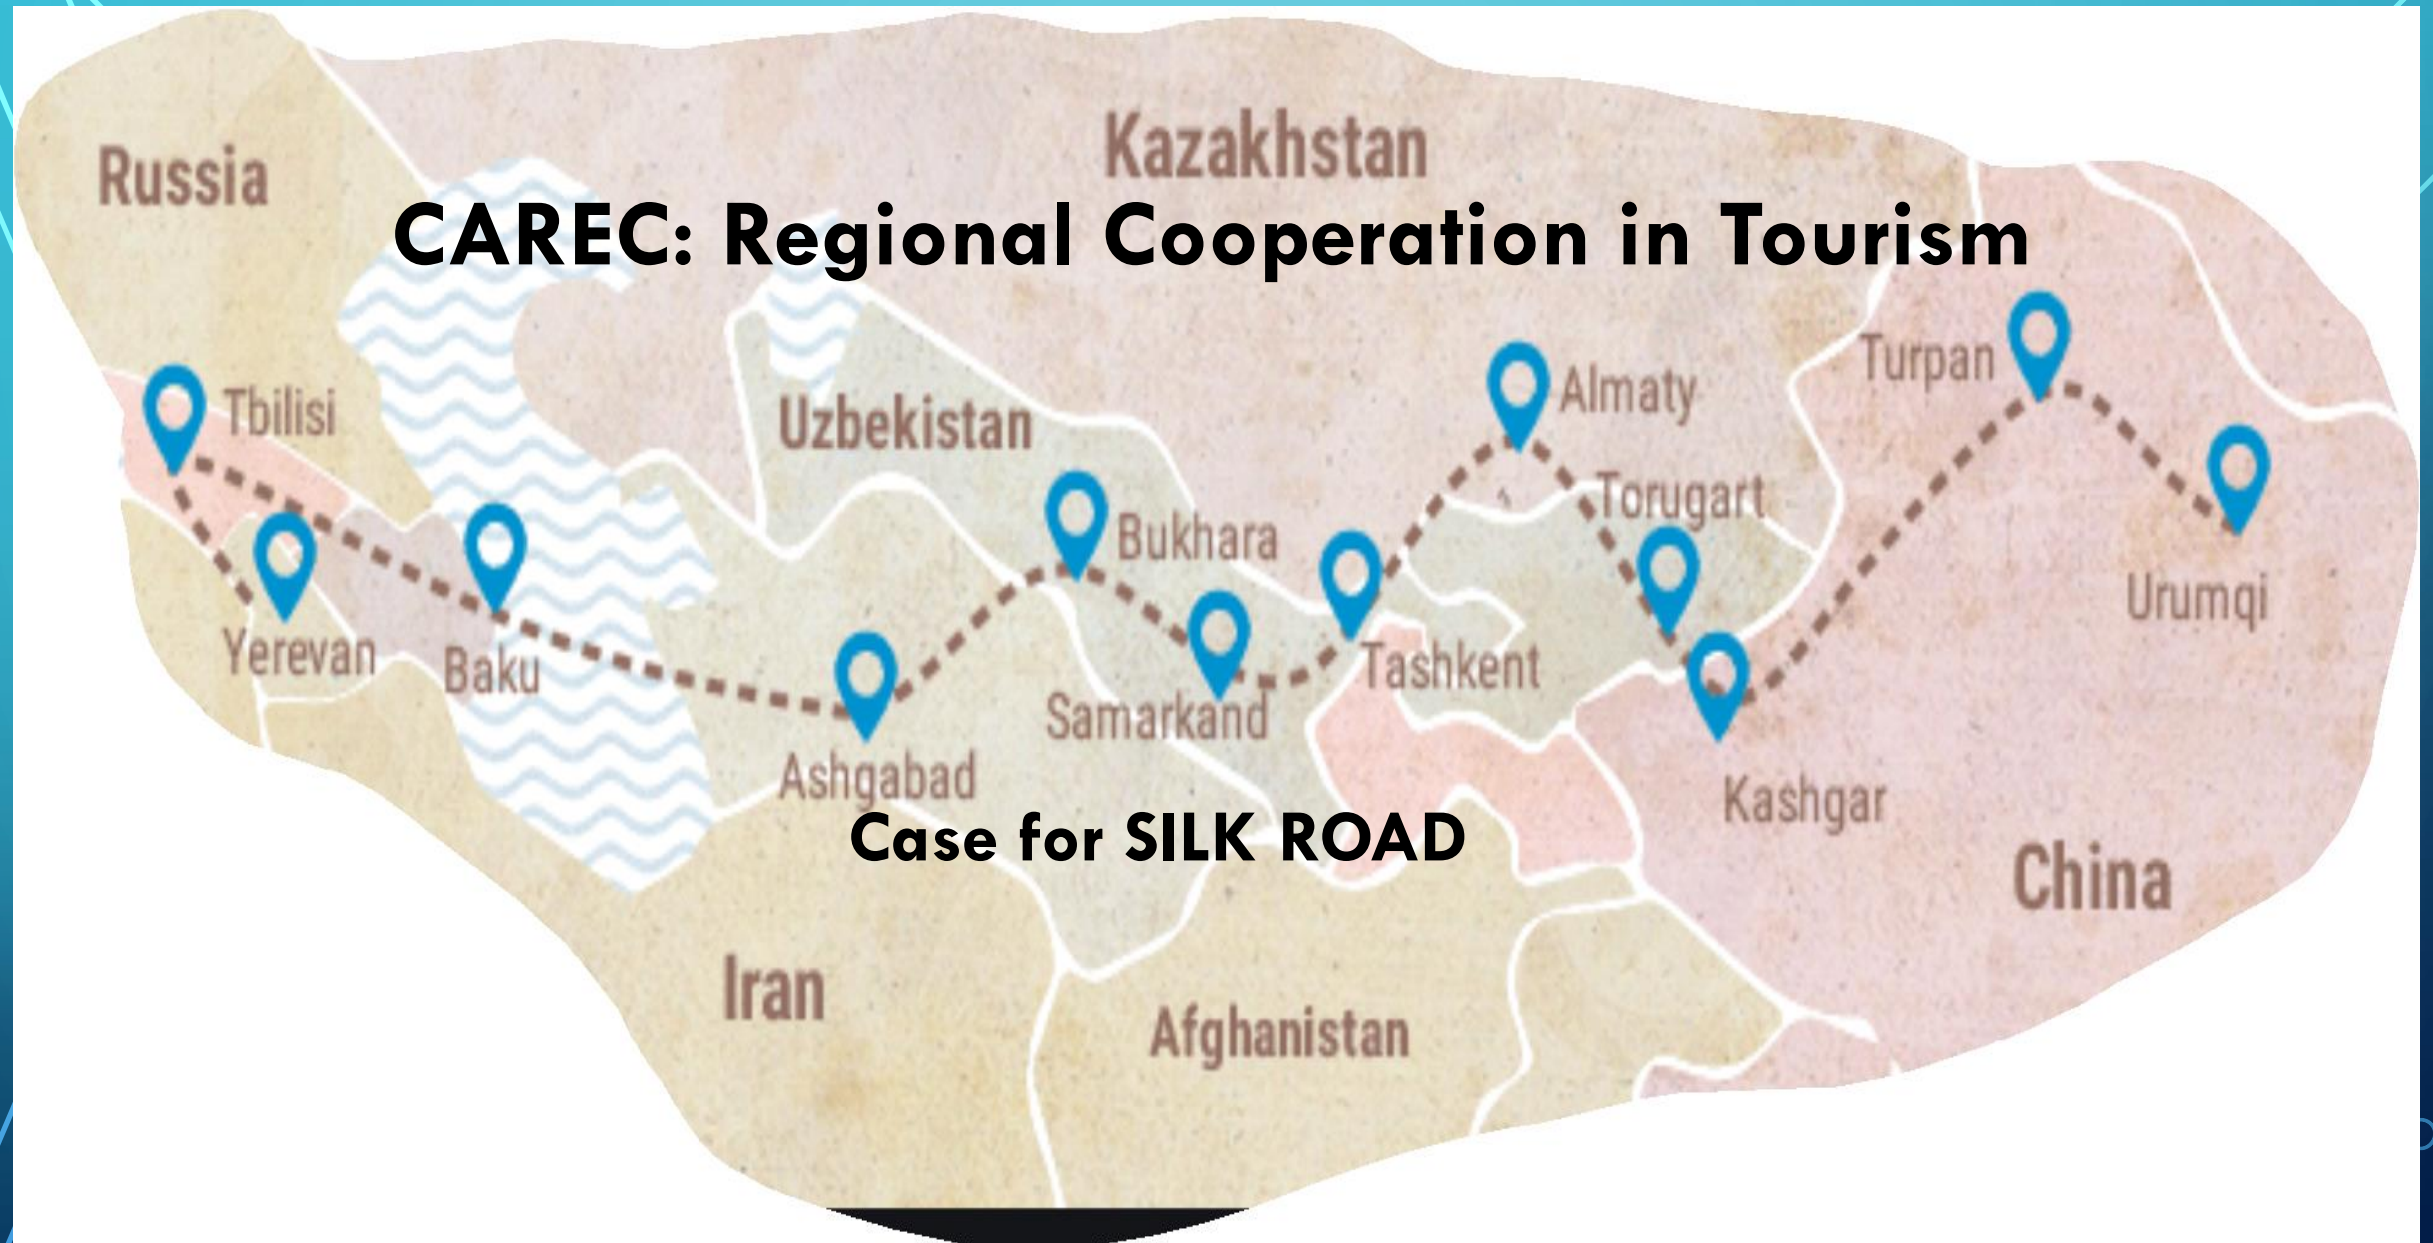 Kazakhstan
Russia
CAREC: Regional Cooperation in Tourism
Turpan
Almaty
Tbilisi
Uzbekistan
Torugart
Bukhara
Urumqi
Yerevan
Baku
Tashkent
Samarkand
Ashgabad
Kashgar
Case for SILK ROAD
China
Iran
Afghanistan